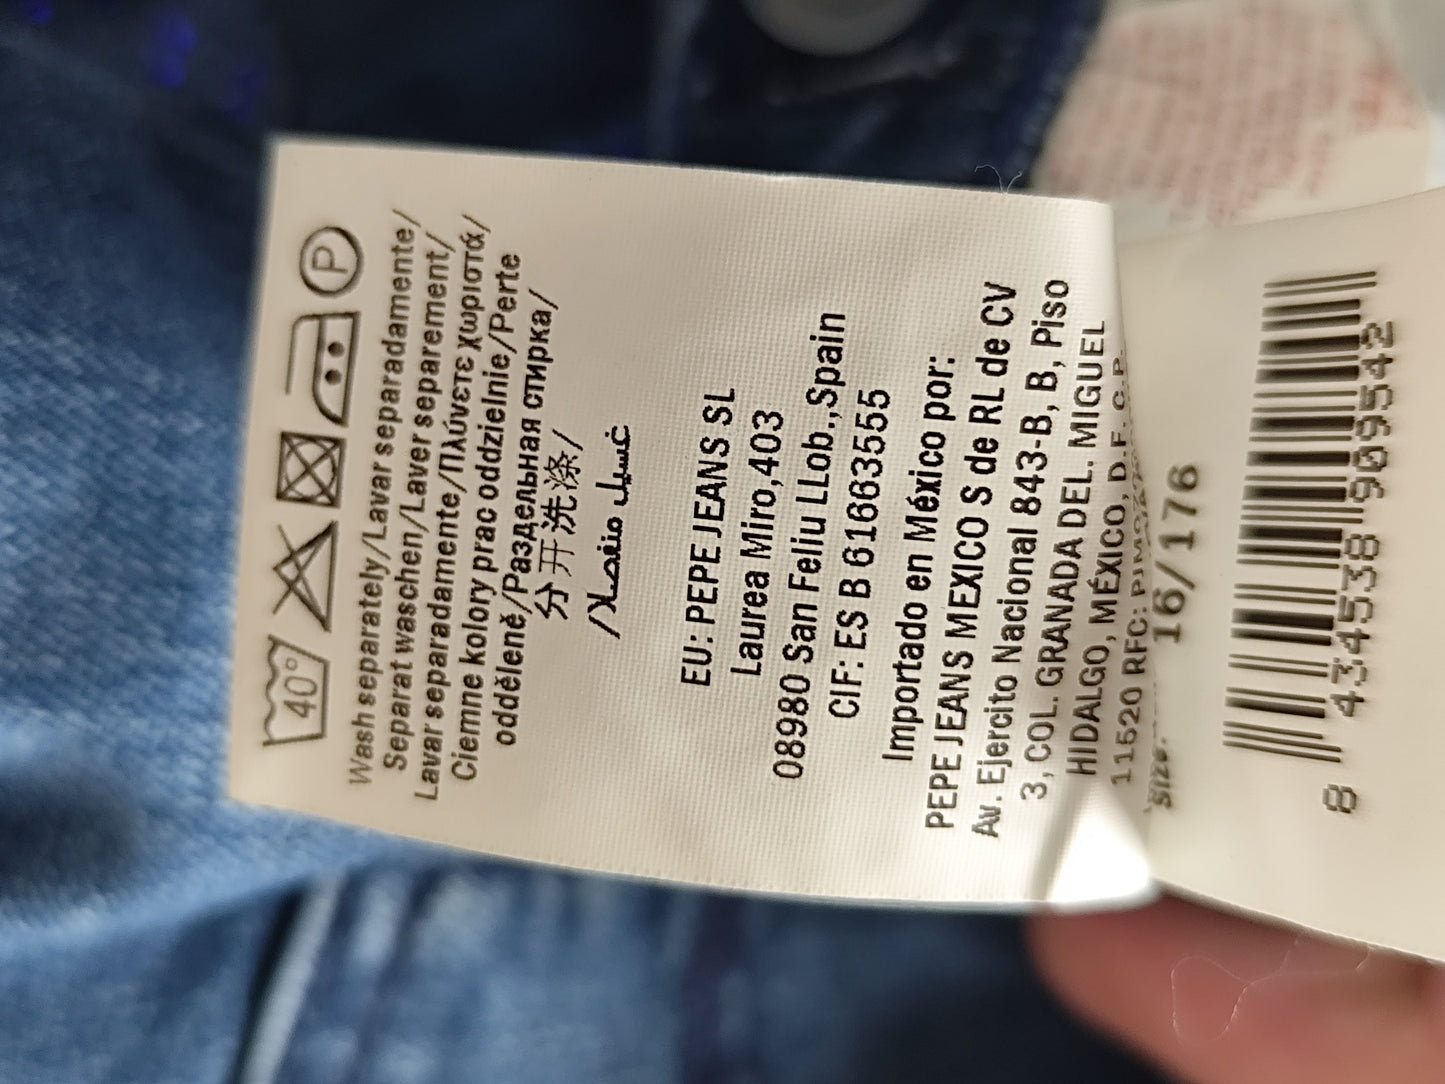 40°
P
Wash separately/Lavar separadamente/
Separat waschen/Laver separement/
Lavar separadamente/Πλύνετε χωριστά/
Ciemne kolory prac oddzielnie/Perte
odděleně/Раздельная стирка/
分开洗涤/
/غسيل منفصلا
EU: PEPE JEANS SL
Laurea Miro,403
08980 San Feliu LLob.,Spain
CIF: ES B 61663555
Importado en México por:
PEPE JEANS MEXICO S de RL de CV
Av. Ejercito Nacional 843-B, B, Piso
3, COL. GRANADA DEL. MIGUEL
HIDALGO, MÉXICO, D.F. C.P.
11520 RFC:
SIZE: 16/176
8 434538 909542